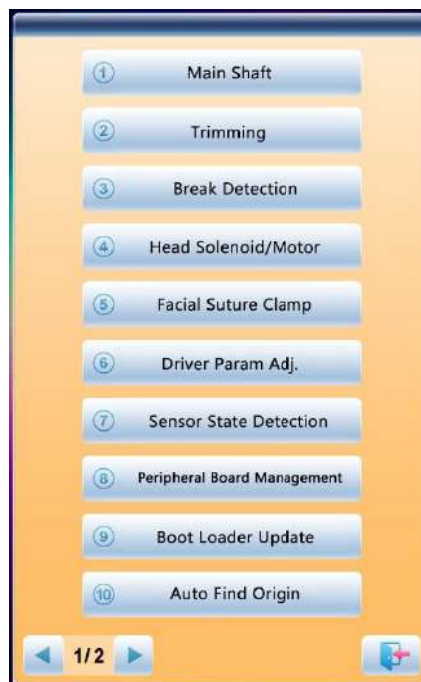 1 Main Shaft
2 Trimming
3 Break Detection
4 Head Solenoid/Motor
5 Facial Suture Clamp
6 Driver Param Adj.
7 Sensor State Detection
8 Peripheral Board Management
9 Boot Loader Update
10 Auto Find Origin
1/2